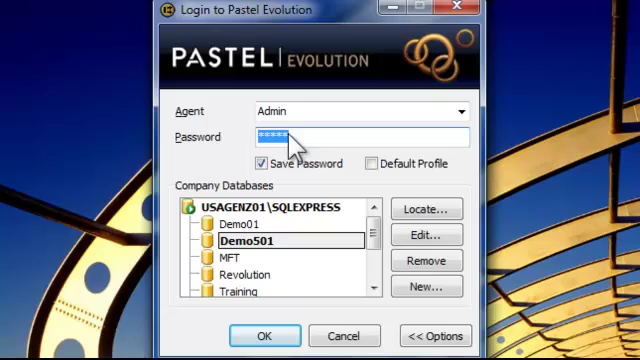 Login to Pastel Evolution
PASTEL EVOLUTION
Agent Admin
Password *****
Save Password Default Profile
Company Databases
USAGENZ01\SQLEXPRESS Locate...
Demo01
Demo501 Edit...
MFT Remove
Revolution
Training New...
OK Cancel << Options